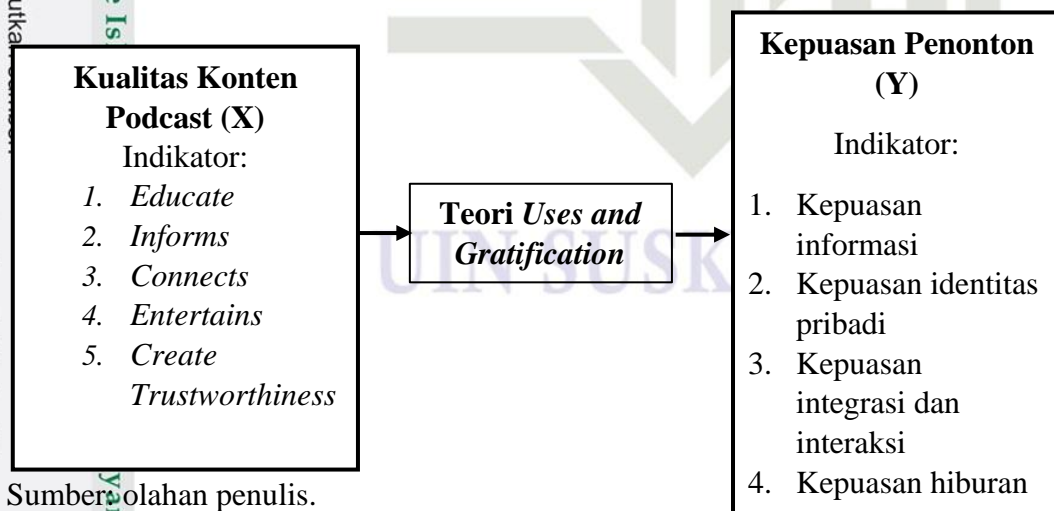 Kualitas Konten
Podcast (X)
Indikator:
1. Educate
2. Informs
3. Connects
4. Entertains
5. Create
Trustworthiness
Teori Uses and
Gratification
Kepuasan Penonton
(Y)
Indikator:
1. Kepuasan
informasi
2. Kepuasan identitas
pribadi
3. Kepuasan
integrasi dan
interaksi
4. Kepuasan hiburan
Sumber: olahan penulis.
UIN SUSK